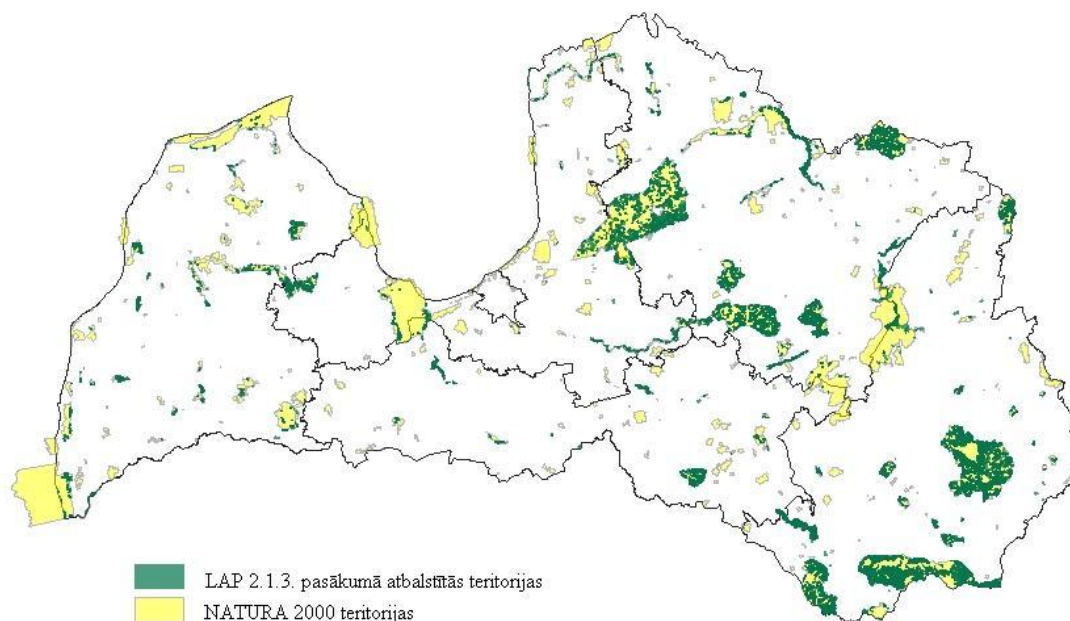 LAP 2.1.3. pasākumā atbalstītās teritorijas
NATURA 2000 teritorijas